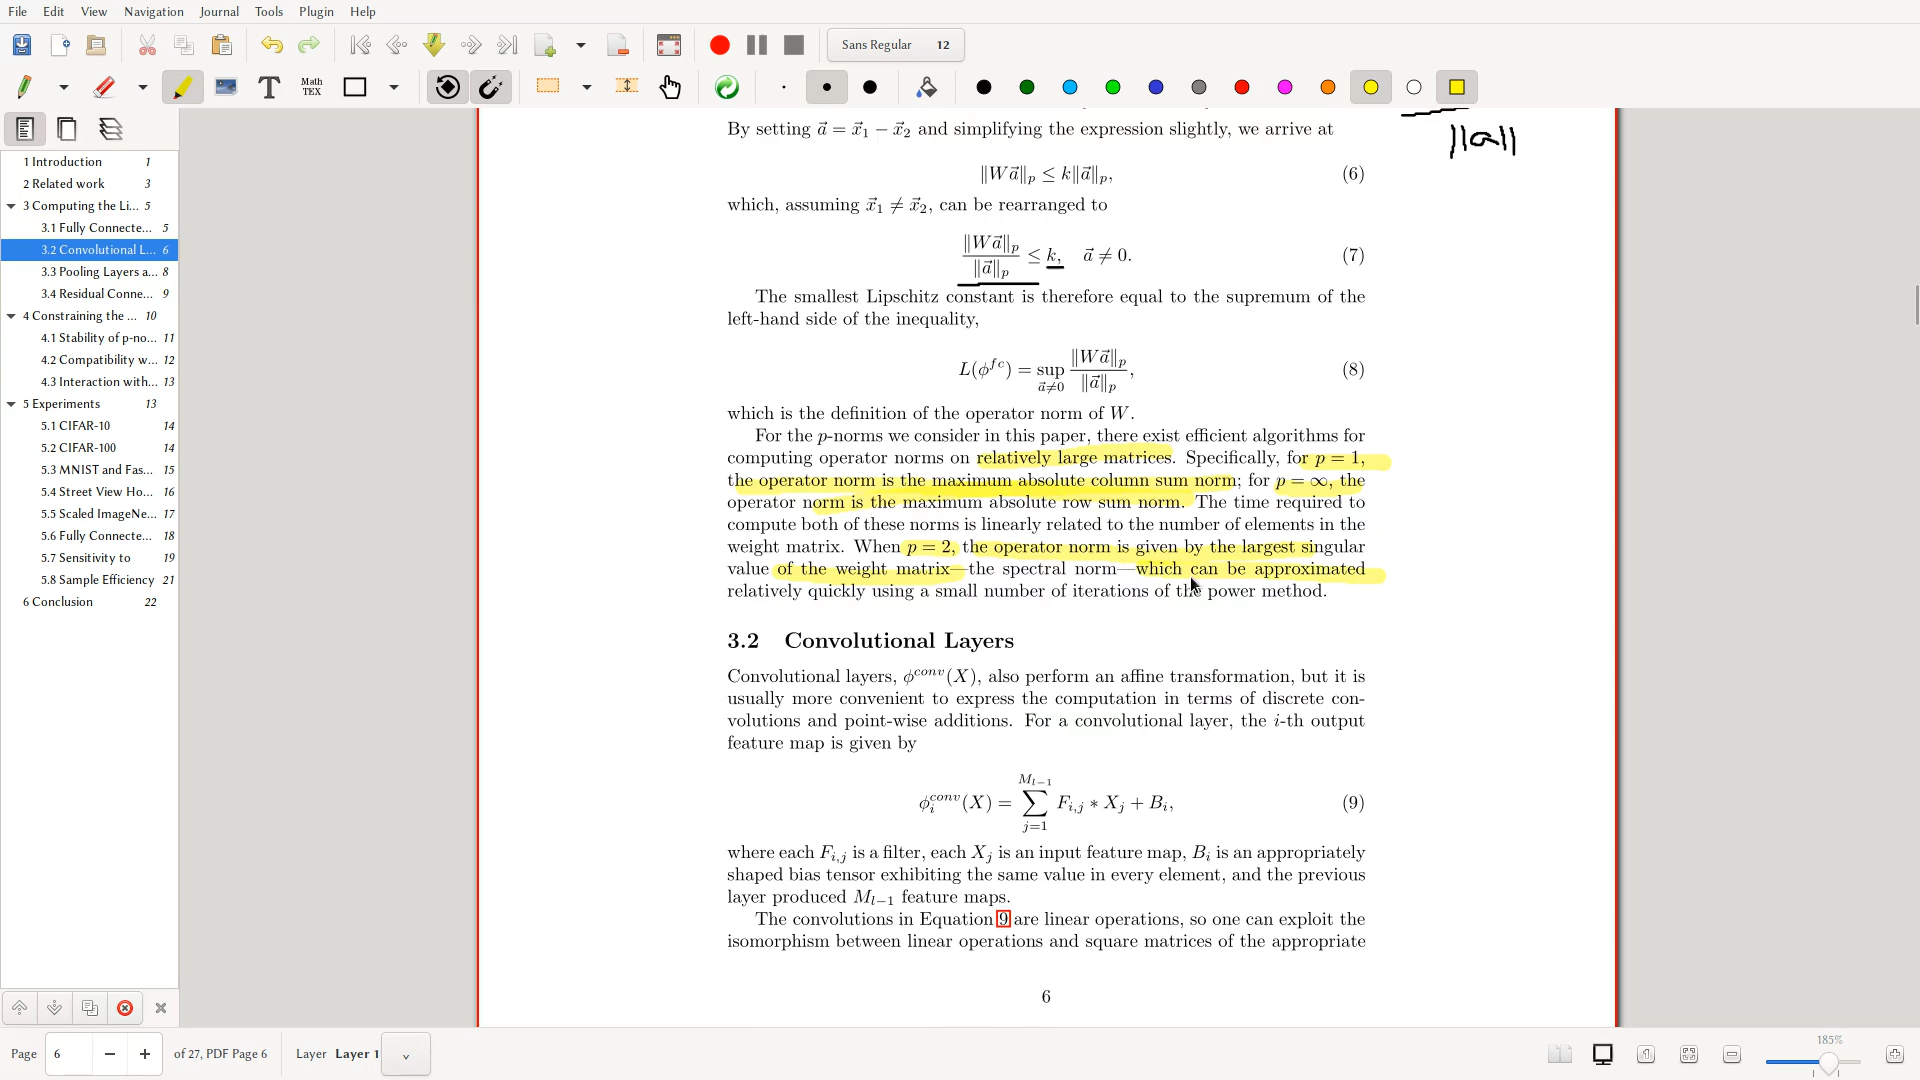 File Edit View Navigation Journal Tools Plugin Help
Sans Regular 12
Math
TEX
1 Introduction 1
2 Related work 3
3 Computing the Li... 5
3.1 Fully Connecte... 5
3.2 Convolutional L... 6
3.3 Pooling Layers a... 8
3.4 Residual Conne... 9
4 Constraining the ... 10
4.1 Stability of p-no... 11
4.2 Compatibility w... 12
4.3 Interaction with... 13
5 Experiments 13
5.1 CIFAR-10 14
5.2 CIFAR-100 14
5.3 MNIST and Fas... 15
5.4 Street View Ho... 16
5.5 Scaled ImageNe... 17
5.6 Fully Connecte... 18
5.7 Sensitivity to 19
5.8 Sample Efficiency 21
6 Conclusion 22
By setting a⃗ = x⃗₁ − x⃗₂ and simplifying the expression slightly, we arrive at
||a||
‖Wa⃗‖ₚ ≤ k‖a⃗‖ₚ, (6)
which, assuming x⃗₁ ≠ x⃗₂, can be rearranged to
‖Wa⃗‖ₚ / ‖a⃗‖ₚ ≤ k, a⃗ ≠ 0. (7)
The smallest Lipschitz constant is therefore equal to the supremum of the
left-hand side of the inequality,
L(ϕ^{fc}) = sup_{a⃗≠0} ‖Wa⃗‖ₚ / ‖a⃗‖ₚ, (8)
which is the definition of the operator norm of W.
For the p-norms we consider in this paper, there exist efficient algorithms for
computing operator norms on relatively large matrices. Specifically, for p = 1,
the operator norm is the maximum absolute column sum norm; for p = ∞, the
operator norm is the maximum absolute row sum norm. The time required to
compute both of these norms is linearly related to the number of elements in the
weight matrix. When p = 2, the operator norm is given by the largest singular
value of the weight matrix—the spectral norm—which can be approximated
relatively quickly using a small number of iterations of the power method.
3.2 Convolutional Layers
Convolutional layers, ϕ^{conv}(X), also perform an affine transformation, but it is
usually more convenient to express the computation in terms of discrete con-
volutions and point-wise additions. For a convolutional layer, the i-th output
feature map is given by
ϕ_i^{conv}(X) = ∑_{j=1}^{M_{l−1}} F_{i,j} ∗ X_j + B_i, (9)
where each F_{i,j} is a filter, each X_j is an input feature map, B_i is an appropriately
shaped bias tensor exhibiting the same value in every element, and the previous
layer produced M_{l−1} feature maps.
The convolutions in Equation 9 are linear operations, so one can exploit the
isomorphism between linear operations and square matrices of the appropriate
6
Page 6 of 27, PDF Page 6 Layer Layer 1
185%